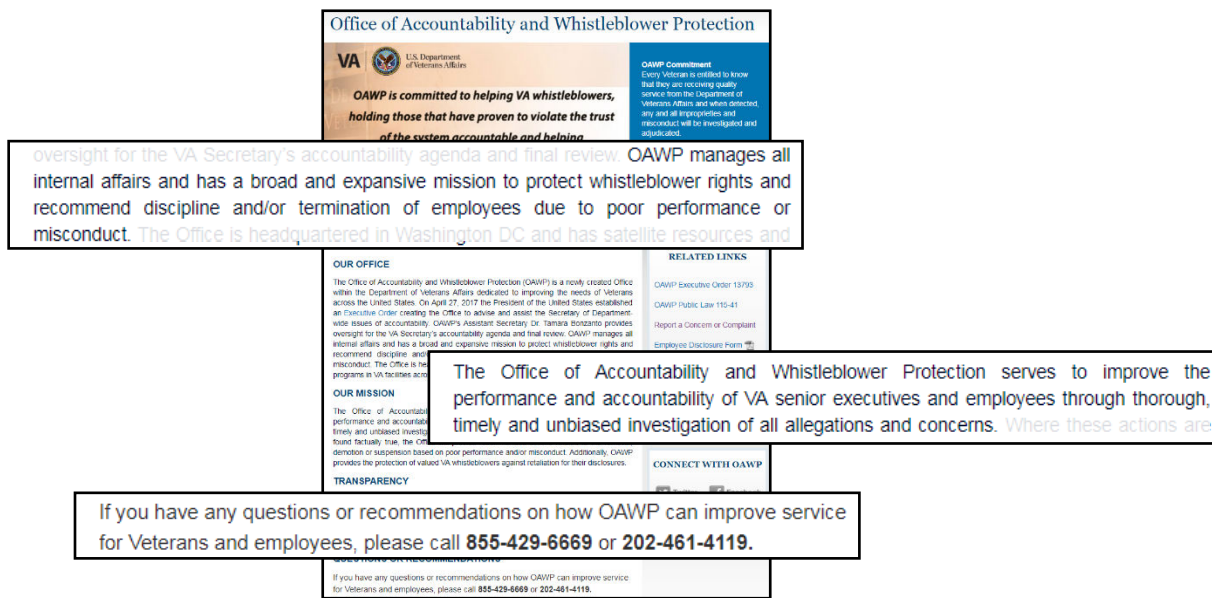 Office of Accountability and Whistleblower Protection
VA
U.S. Department
of Veterans Affairs
OAWP is committed to helping VA whistleblowers,
holding those that have proven to violate the trust
of the system accountable and helping
OAWP Commitment
Every Veteran is entitled to know
that they are receiving quality
service from the Department of
Veterans Affairs and when detected,
any and all improprieties and
misconduct will be investigated and
adjudicated.
oversight for the VA Secretary's accountability agenda and final review. OAWP manages all
internal affairs and has a broad and expansive mission to protect whistleblower rights and
recommend discipline and/or termination of employees due to poor performance or
misconduct. The Office is headquartered in Washington DC and has satellite resources and
OUR OFFICE
The Office of Accountability and Whistleblower Protection (OAWP) is a newly created Office
within the Department of Veterans Affairs dedicated to improving the needs of Veterans
across the United States. On April 27, 2017 the President of the United States established
an Executive Order creating the Office to advise and assist the Secretary of Department-
wide issues of accountability. OAWP's Assistant Secretary Dr. Tamara Bonzanto provides
oversight for the VA Secretary's accountability agenda and final review. OAWP manages all
internal affairs and has a broad and expansive mission to protect whistleblower rights and
recommend discipline and/
misconduct. The Office is hea
programs in VA facilities acro
RELATED LINKS
OAWP Executive Order 13793
OAWP Public Law 115-41
Report a Concern or Complaint
Employee Disclosure Form
The Office of Accountability and Whistleblower Protection serves to improve the
performance and accountability of VA senior executives and employees through thorough,
timely and unbiased investigation of all allegations and concerns. Where these actions are
OUR MISSION
The Office of Accountabil
performance and accountabil
timely and unbiased investig
found factually true, the Offi
demotion or suspension based on poor performance and/or misconduct. Additionally, OAWP
provides the protection of valued VA whistleblowers against retaliation for their disclosures.
TRANSPARENCY
CONNECT WITH OAWP
If you have any questions or recommendations on how OAWP can improve service
for Veterans and employees, please call 855-429-6669 or 202-461-4119.
QUESTIONS OR RECOMMENDATIONS
If you have any questions or recommendations on how OAWP can improve service
for Veterans and employees, please call 855-429-6669 or 202-461-4119.